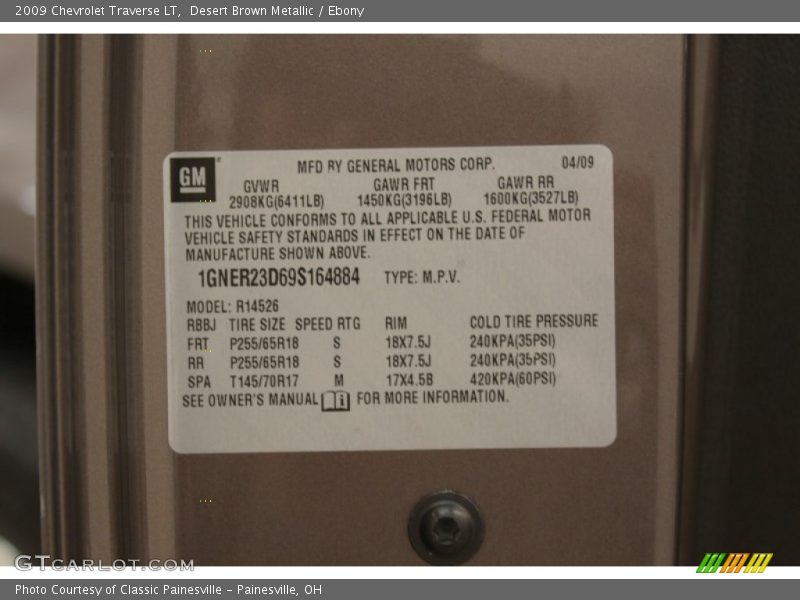 2009 Chevrolet Traverse LT, Desert Brown Metallic / Ebony
GM
MFD BY GENERAL MOTORS CORP. 04/09
GVWR GAWR FRT GAWR RR
2908KG(6411LB) 1450KG(3196LB) 1600KG(3527LB)
THIS VEHICLE CONFORMS TO ALL APPLICABLE U.S. FEDERAL MOTOR
VEHICLE SAFETY STANDARDS IN EFFECT ON THE DATE OF
MANUFACTURE SHOWN ABOVE.
1GNER23D69S164884 TYPE: M.P.V.
MODEL: R14526
RBBJ TIRE SIZE SPEED RTG RIM COLD TIRE PRESSURE
FRT P255/65R18 S 18X7.5J 240KPA(35PSI)
RR P255/65R18 S 18X7.5J 240KPA(35PSI)
SPA T145/70R17 M 17X4.5B 420KPA(60PSI)
SEE OWNER'S MANUAL FOR MORE INFORMATION.
GTCARLOT.COM
Photo Courtesy of Classic Painesville - Painesville, OH